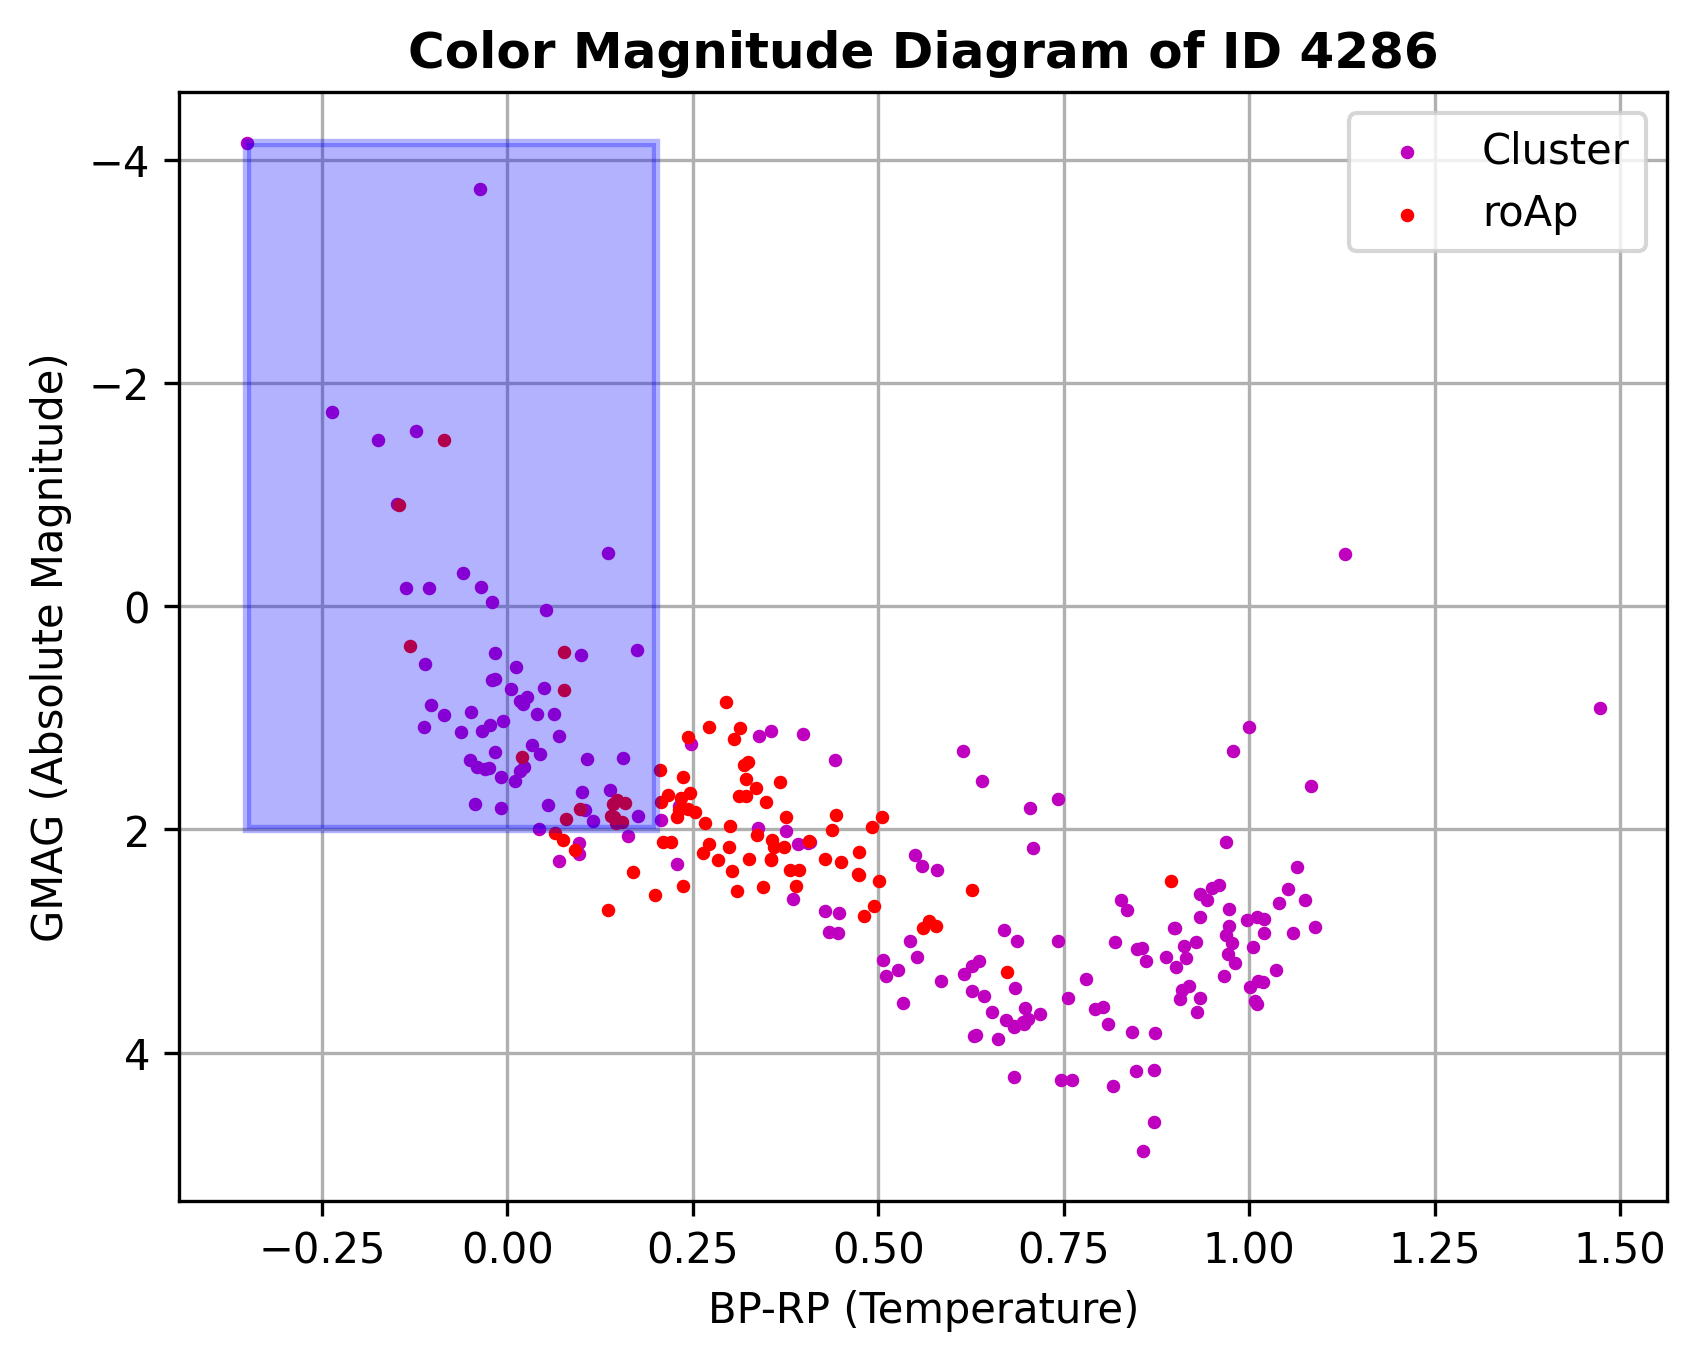 Color Magnitude Diagram of ID 4286
Cluster
roAp
GMAG (Absolute Magnitude)
−4
−2
0
2
4
−0.25 0.00 0.25 0.50 0.75 1.00 1.25 1.50
BP-RP (Temperature)